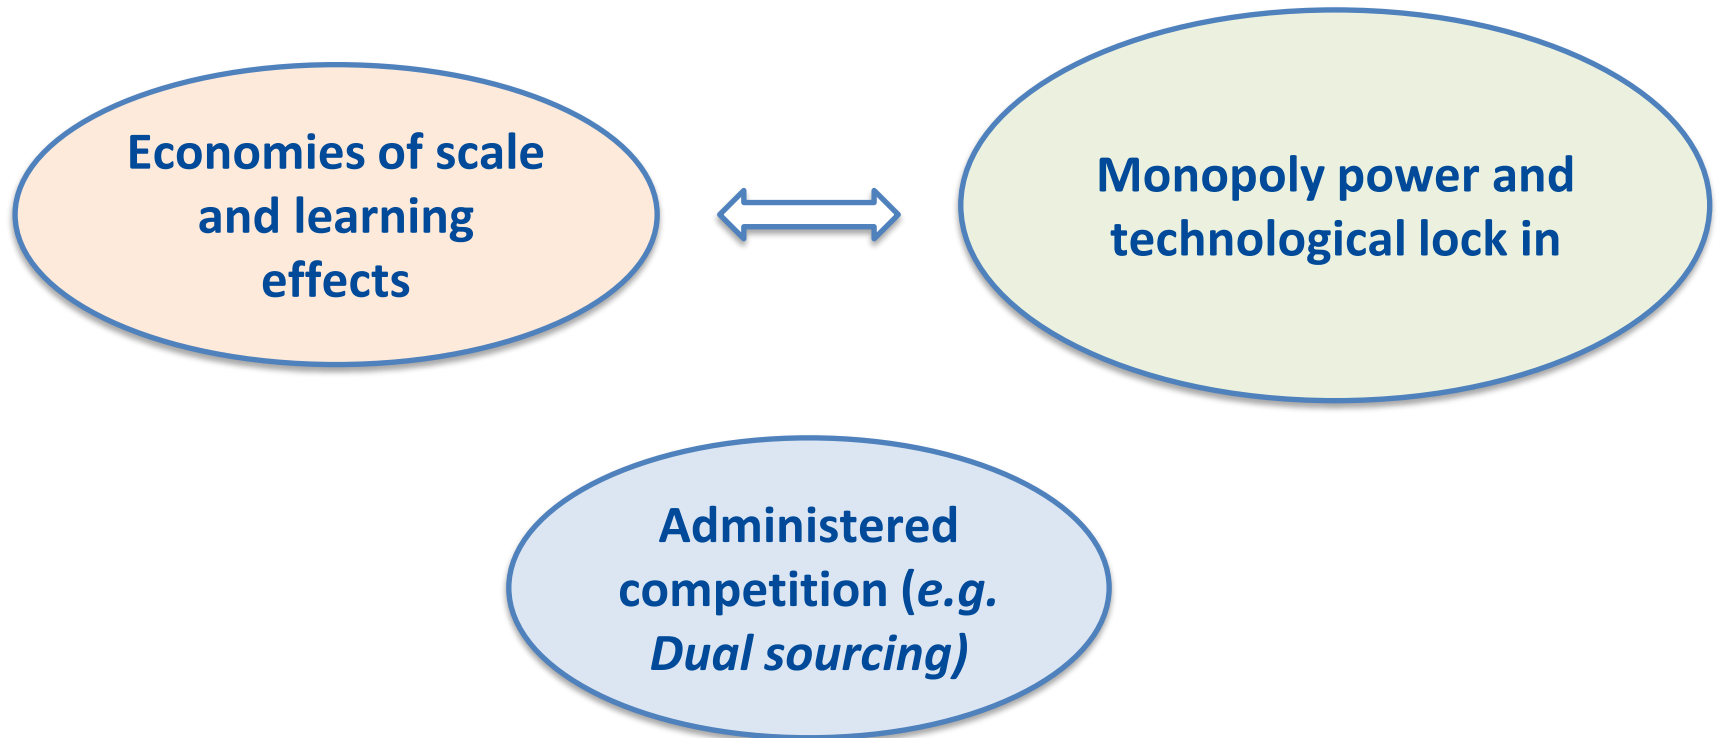 Economies of scale
and learning
effects
Monopoly power and
technological lock in
Administered
competition (e.g.
Dual sourcing)